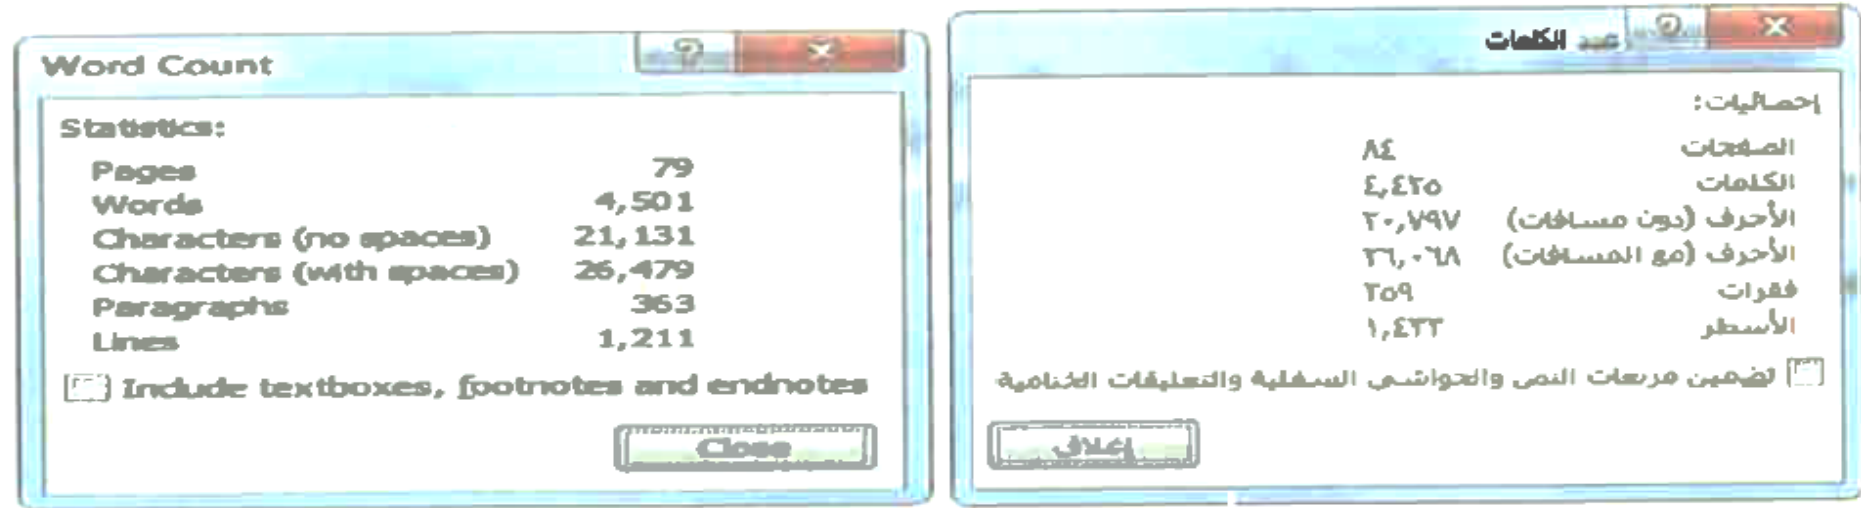 Word Count
Statistics:
Pages 79
Words 4,501
Characters (no spaces) 21,131
Characters (with spaces) 26,479
Paragraphs 363
Lines 1,211
Include textboxes, footnotes and endnotes
Close
عدد الكلمات
إحصائيات:
الصفحات ٨٤
الكلمات ٤,٤٢٥
الأحرف (دون مسافات) ٢٠,٧٩٧
الأحرف (مع المسافات) ٢٦,٠٦٨
فقرات ٣٥٩
الأسطر ١,٤٣٣
تضمين مربعات النص والحواشي السفلية والتعليقات الختامية
إغلاق